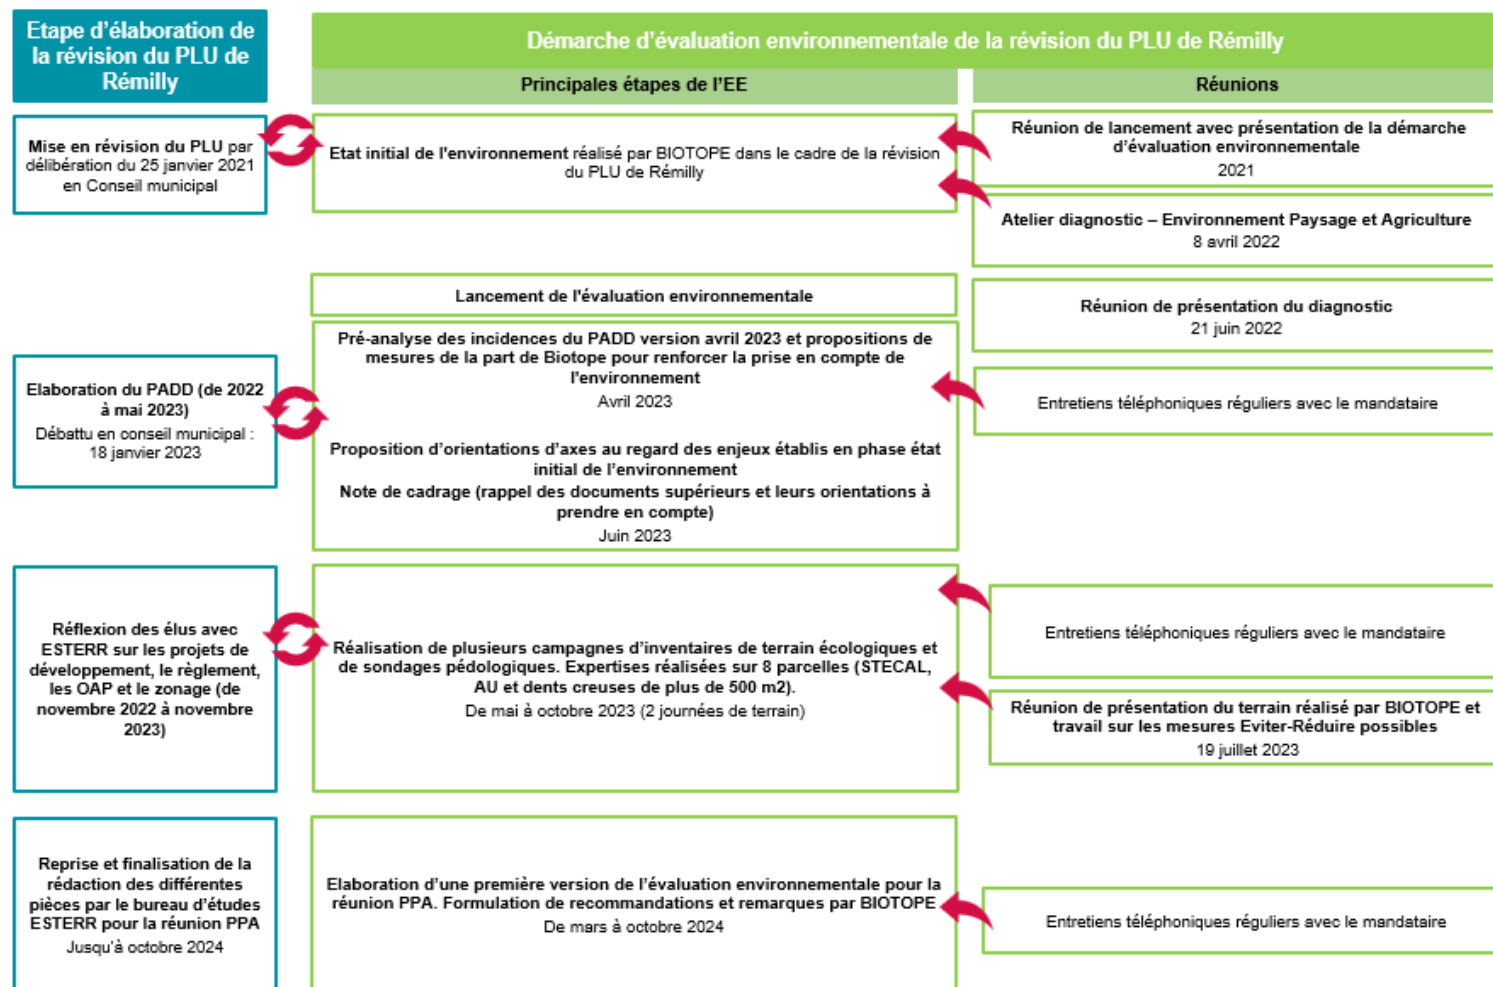 Etape d'élaboration de
la révision du PLU de
Rémilly
Démarche d'évaluation environnementale de la révision du PLU de Rémilly
Principales étapes de l'EE
Réunions
Mise en révision du PLU par
délibération du 25 janvier 2021
en Conseil municipal
Etat initial de l'environnement réalisé par BIOTOPE dans le cadre de la révision
du PLU de Rémilly
Réunion de lancement avec présentation de la démarche
d'évaluation environnementale
2021
Atelier diagnostic – Environnement Paysage et Agriculture
8 avril 2022
Lancement de l'évaluation environnementale
Réunion de présentation du diagnostic
21 juin 2022
Elaboration du PADD (de 2022
à mai 2023)
Débattu en conseil municipal :
18 janvier 2023
Pré-analyse des incidences du PADD version avril 2023 et propositions de
mesures de la part de Biotope pour renforcer la prise en compte de
l'environnement
Avril 2023
Proposition d'orientations d'axes au regard des enjeux établis en phase état
initial de l'environnement
Note de cadrage (rappel des documents supérieurs et leurs orientations à
prendre en compte)
Juin 2023
Entretiens téléphoniques réguliers avec le mandataire
Réflexion des élus avec
ESTERR sur les projets de
développement, le règlement,
les OAP et le zonage (de
novembre 2022 à novembre
2023)
Réalisation de plusieurs campagnes d'inventaires de terrain écologiques et
de sondages pédologiques. Expertises réalisées sur 8 parcelles (STECAL,
AU et dents creuses de plus de 500 m2).
De mai à octobre 2023 (2 journées de terrain)
Entretiens téléphoniques réguliers avec le mandataire
Réunion de présentation du terrain réalisé par BIOTOPE et
travail sur les mesures Eviter-Réduire possibles
19 juillet 2023
Reprise et finalisation de la
rédaction des différentes
pièces par le bureau d'études
ESTERR pour la réunion PPA
Jusqu'à octobre 2024
Elaboration d'une première version de l'évaluation environnementale pour la
réunion PPA. Formulation de recommandations et remarques par BIOTOPE
De mars à octobre 2024
Entretiens téléphoniques réguliers avec le mandataire